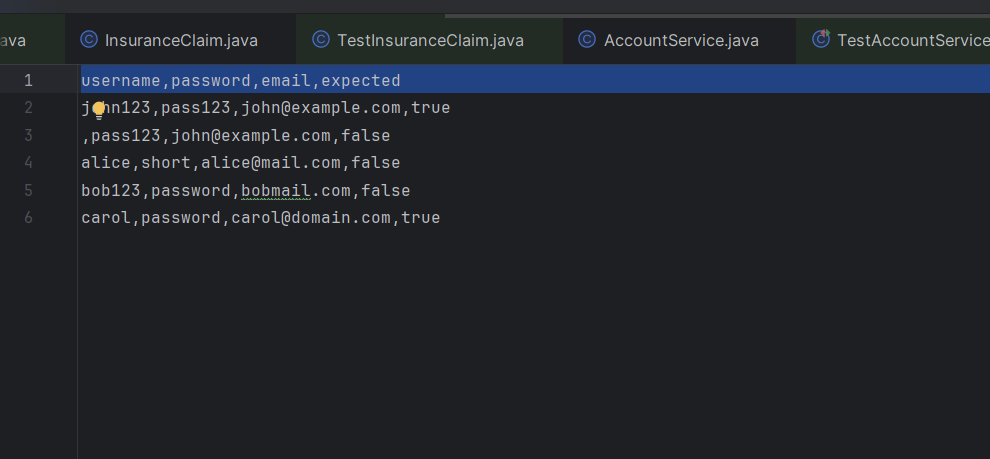 ava InsuranceClaim.java TestInsuranceClaim.java AccountService.java TestAccountService
1 username,password,email,expected
2 john123,pass123,john@example.com,true
3 ,pass123,john@example.com,false
4 alice,short,alice@mail.com,false
5 bob123,password,bobmail.com,false
6 carol,password,carol@domain.com,true